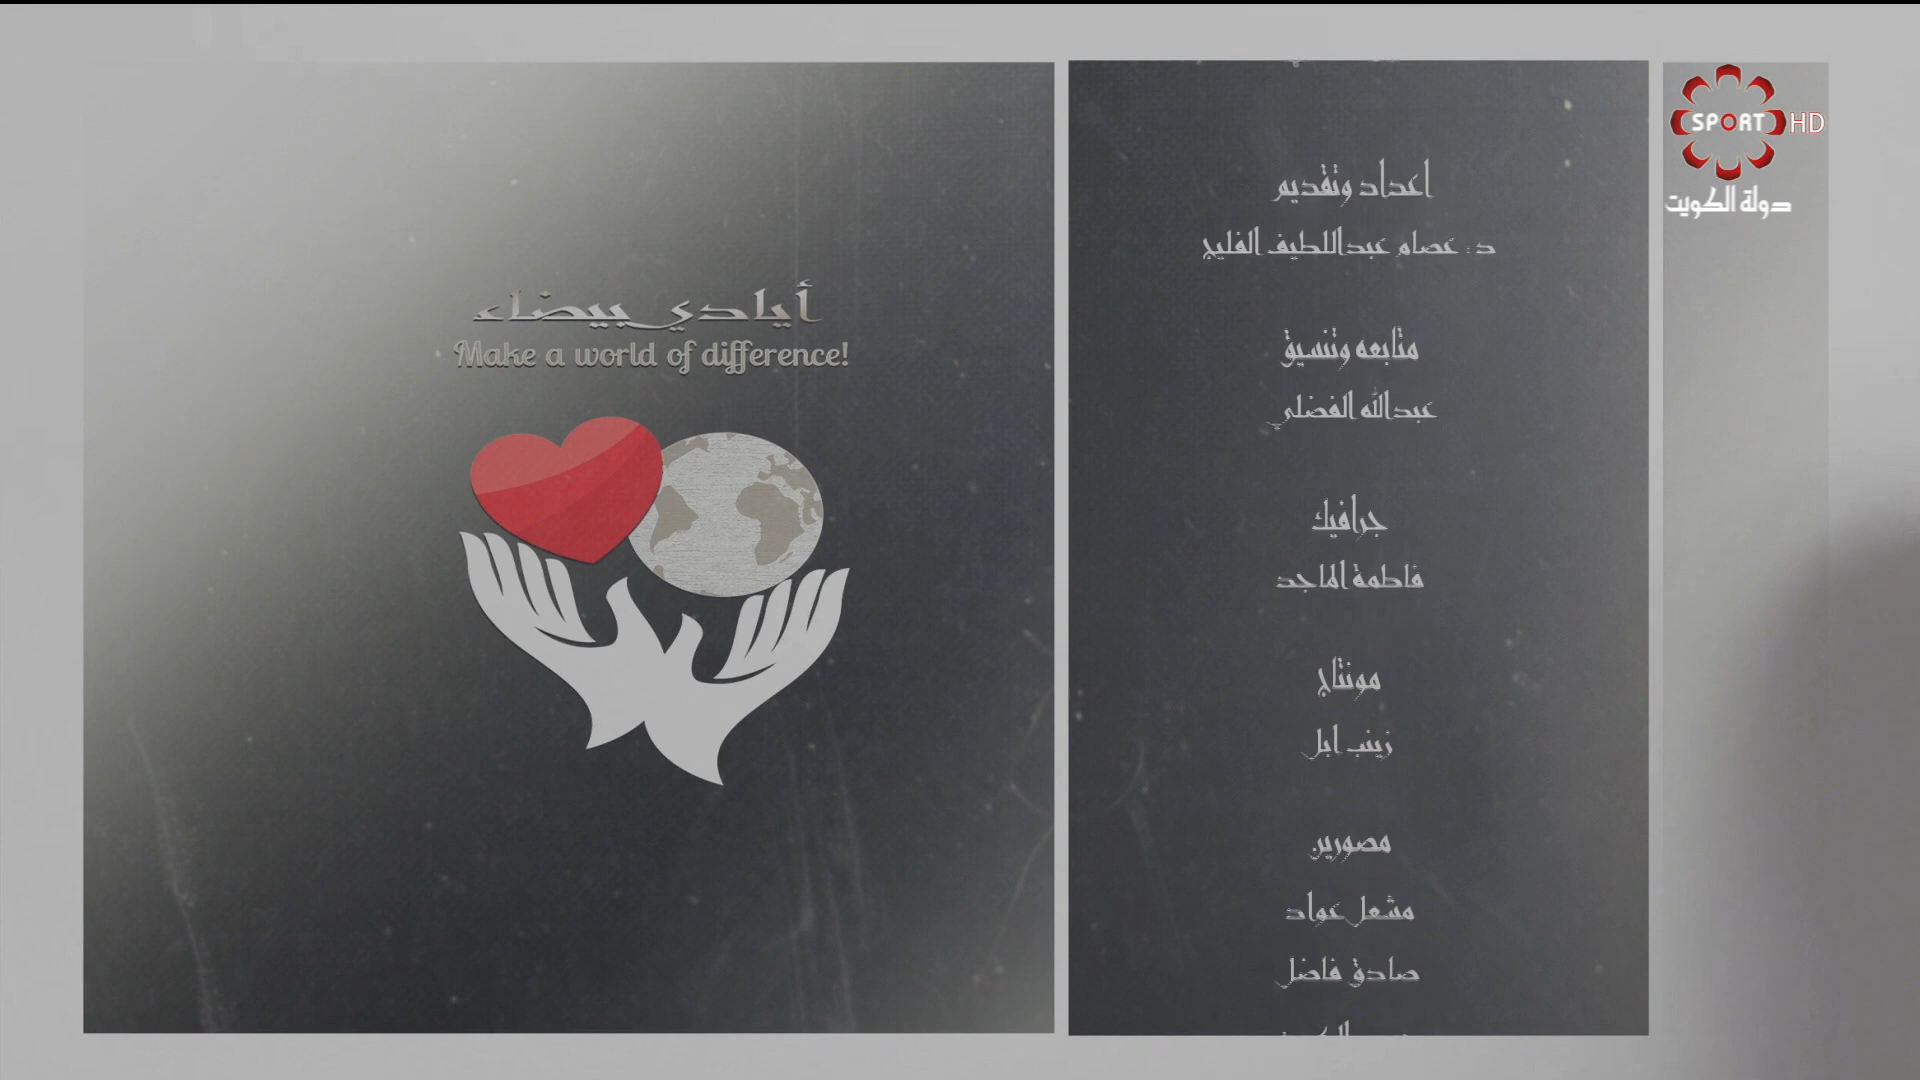 أيادي بيضاء
Make a world of difference!
اعداد وتقديم
د. عصام عبداللطيف الفليج
متابعه وتنسيق
عبدالله الفضلي
جرافيك
فاطمة الماجد
مونتاج
زينب ابل
مصورين
مشعل عواد
صادق فاضل
SPORT HD
دولة الكويت